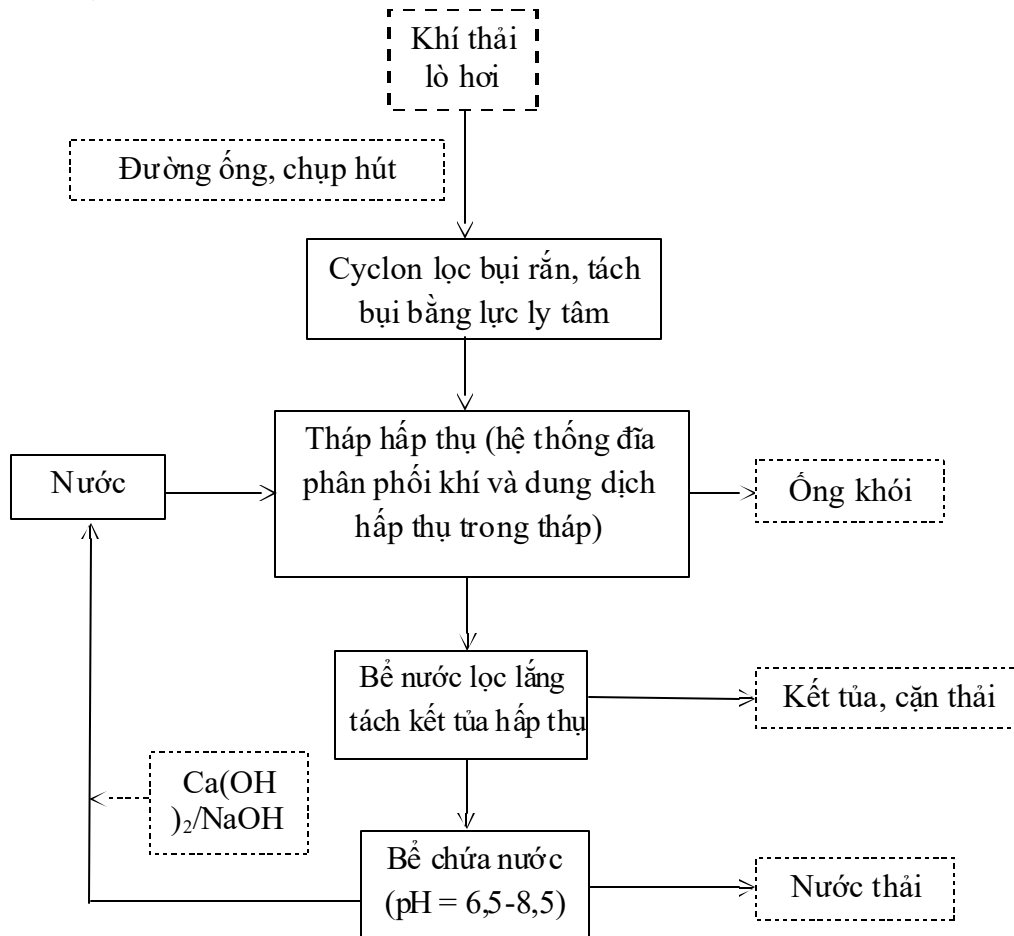 Khí thải
lò hơi
Đường ống, chụp hút
Cyclon lọc bụi rắn, tách
bụi bằng lực ly tâm
Tháp hấp thụ (hệ thống đĩa
phân phối khí và dung dịch
hấp thụ trong tháp)
Nước
Ống khói
Bể nước lọc lắng
tách kết tủa hấp thụ
Kết tủa, cặn thải
Ca(OH
)₂/NaOH
Bể chứa nước
(pH = 6,5-8,5)
Nước thải